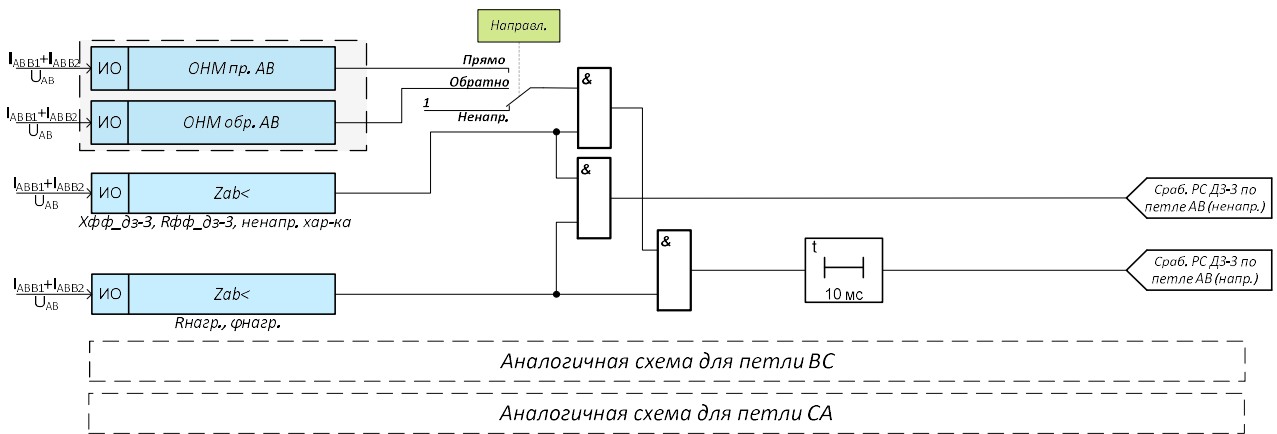 Направл.
IABB1+IABB2
UAB
ИО
ОНМ пр. АВ
Прямо
Обратно
1
Ненапр.
&
IABB1+IABB2
UAB
ИО
ОНМ обр. АВ
IABB1+IABB2
UAB
ИО
Zab<
Xфф_дз-3, Rфф_дз-3, ненапр. хар-ка
&
Сраб. РС ДЗ-3 по
петле АВ (ненапр.)
&
t
10 мс
Сраб. РС ДЗ-3 по
петле АВ (напр.)
IABB1+IABB2
UAB
ИО
Zab<
Rнагр., φнагр.
Аналогичная схема для петли ВС
Аналогичная схема для петли СА